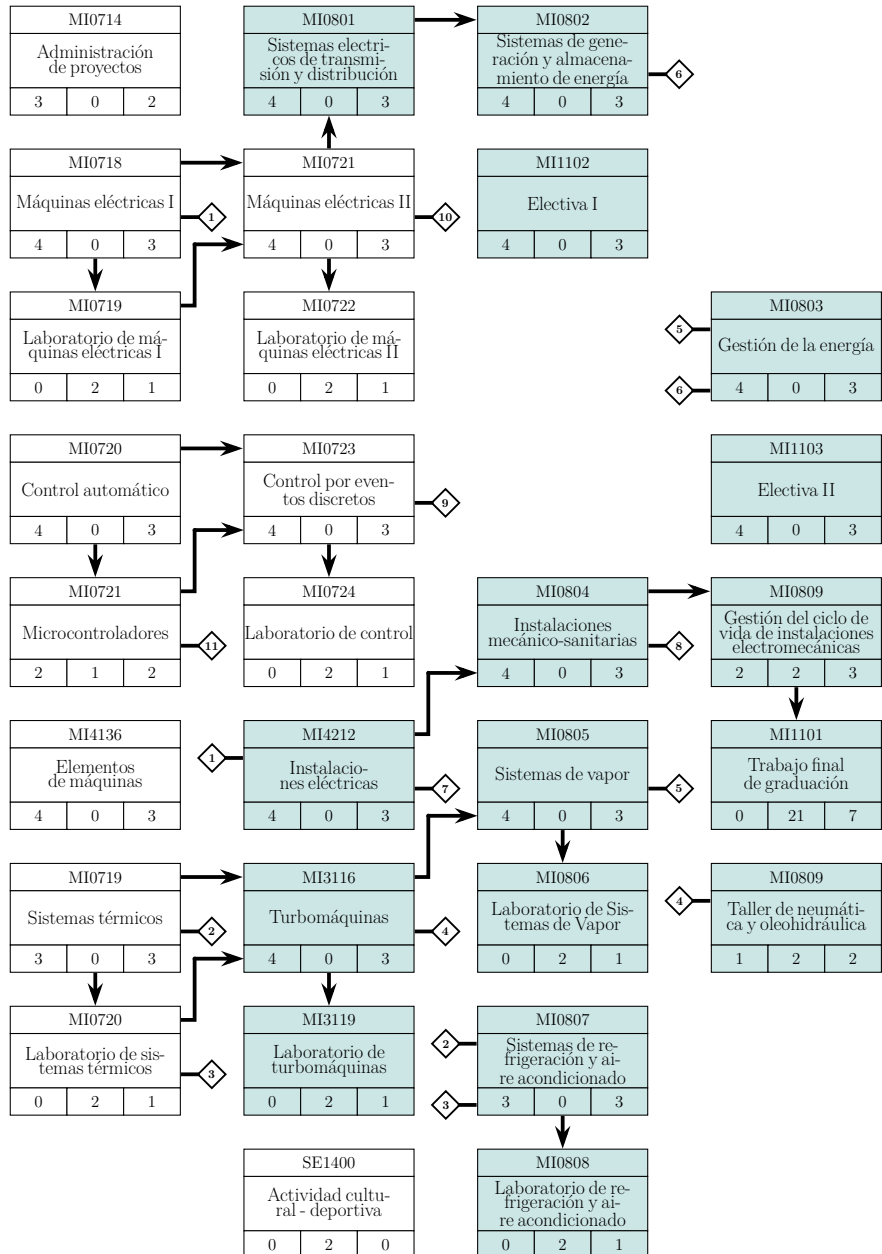 MI0714
Administración
de proyectos
3 0 2
MI0801
Sistemas electri-
cos de transmi-
sión y distribución
4 0 3
MI0802
Sistemas de gene-
ración y almacena-
miento de energía
4 0 3
6
MI0718
Máquinas eléctricas I
4 0 3
1
MI0721
Máquinas eléctricas II
4 0 3
10
MI1102
Electiva I
4 0 3
MI0719
Laboratorio de má-
quinas eléctricas I
0 2 1
MI0722
Laboratorio de má-
quinas eléctricas II
0 2 1
5
6
MI0803
Gestión de la energía
4 0 3
MI0720
Control automático
4 0 3
MI0723
Control por even-
tos discretos
4 0 3
9
MI1103
Electiva II
4 0 3
MI0721
Microcontroladores
2 1 2
11
MI0724
Laboratorio de control
0 2 1
MI0804
Instalaciones
mecánico-sanitarias
4 0 3
8
MI0809
Gestión del ciclo de
vida de instalaciones
electromecánicas
2 2 3
MI4136
Elementos
de máquinas
4 0 3
1
MI4212
Instalacio-
nes eléctricas
4 0 3
7
MI0805
Sistemas de vapor
4 0 3
5
MI1101
Trabajo final
de graduación
0 21 7
MI0719
Sistemas térmicos
3 0 3
2
MI3116
Turbomáquinas
4 0 3
4
MI0806
Laboratorio de Sis-
temas de Vapor
0 2 1
4
MI0809
Taller de neumáti-
ca y oleohidráulica
1 2 2
MI0720
Laboratorio de sis-
temas térmicos
0 2 1
3
MI3119
Laboratorio de
turbomáquinas
0 2 1
2
3
MI0807
Sistemas de re-
frigeración y ai-
re acondicionado
3 0 3
SE1400
Actividad cultu-
ral - deportiva
0 2 0
MI0808
Laboratorio de re-
frigeración y ai-
re acondicionado
0 2 1